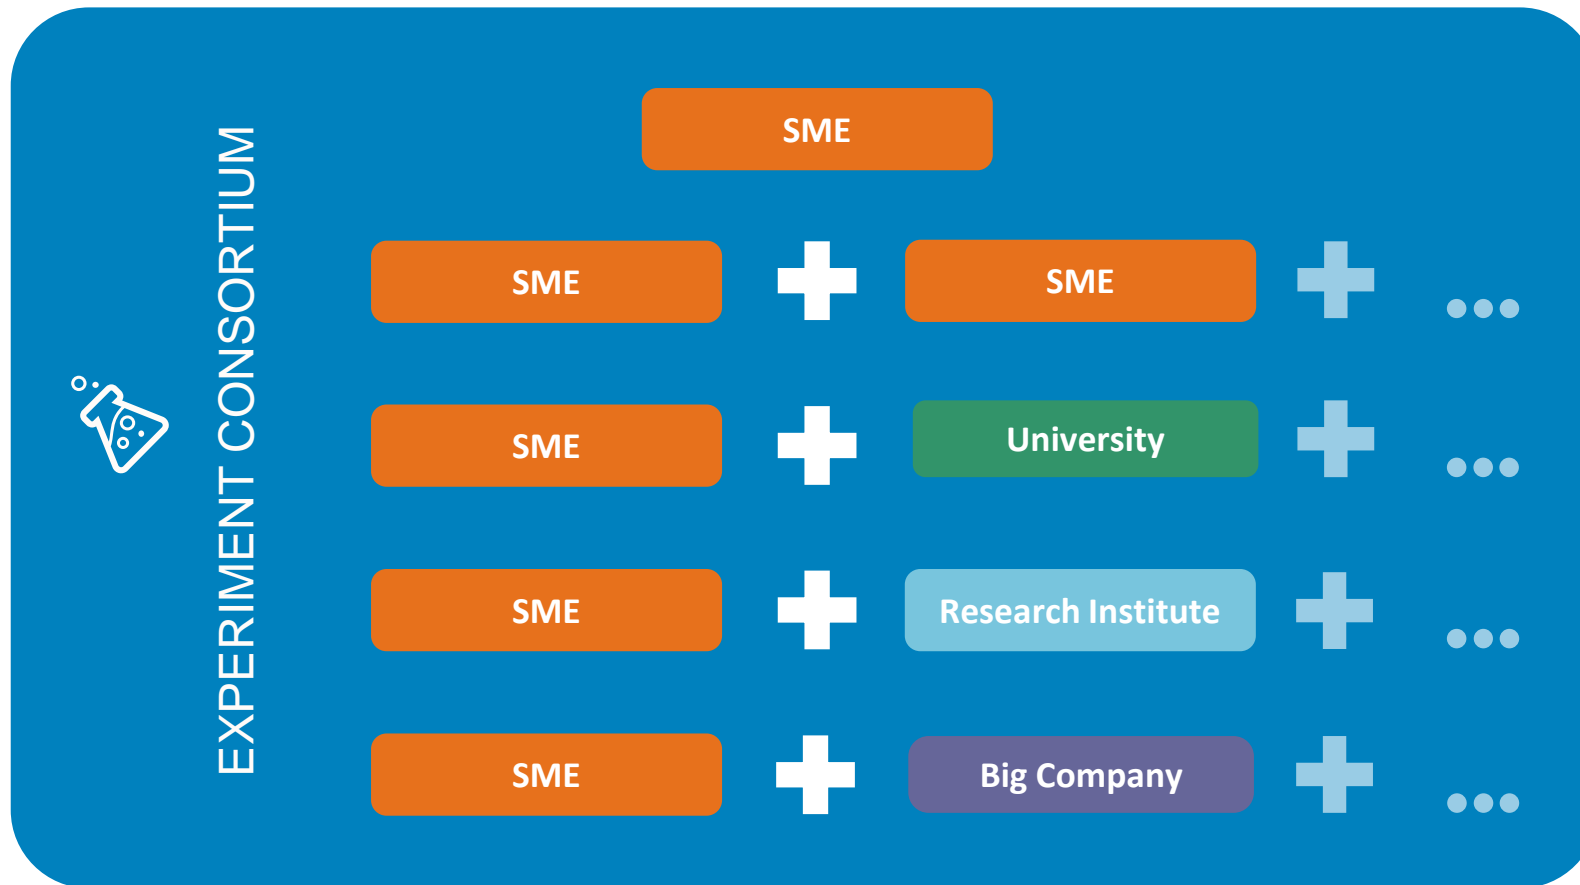 EXPERIMENT CONSORTIUM
SME
SME SME ...
SME University ...
SME Research Institute ...
SME Big Company ...